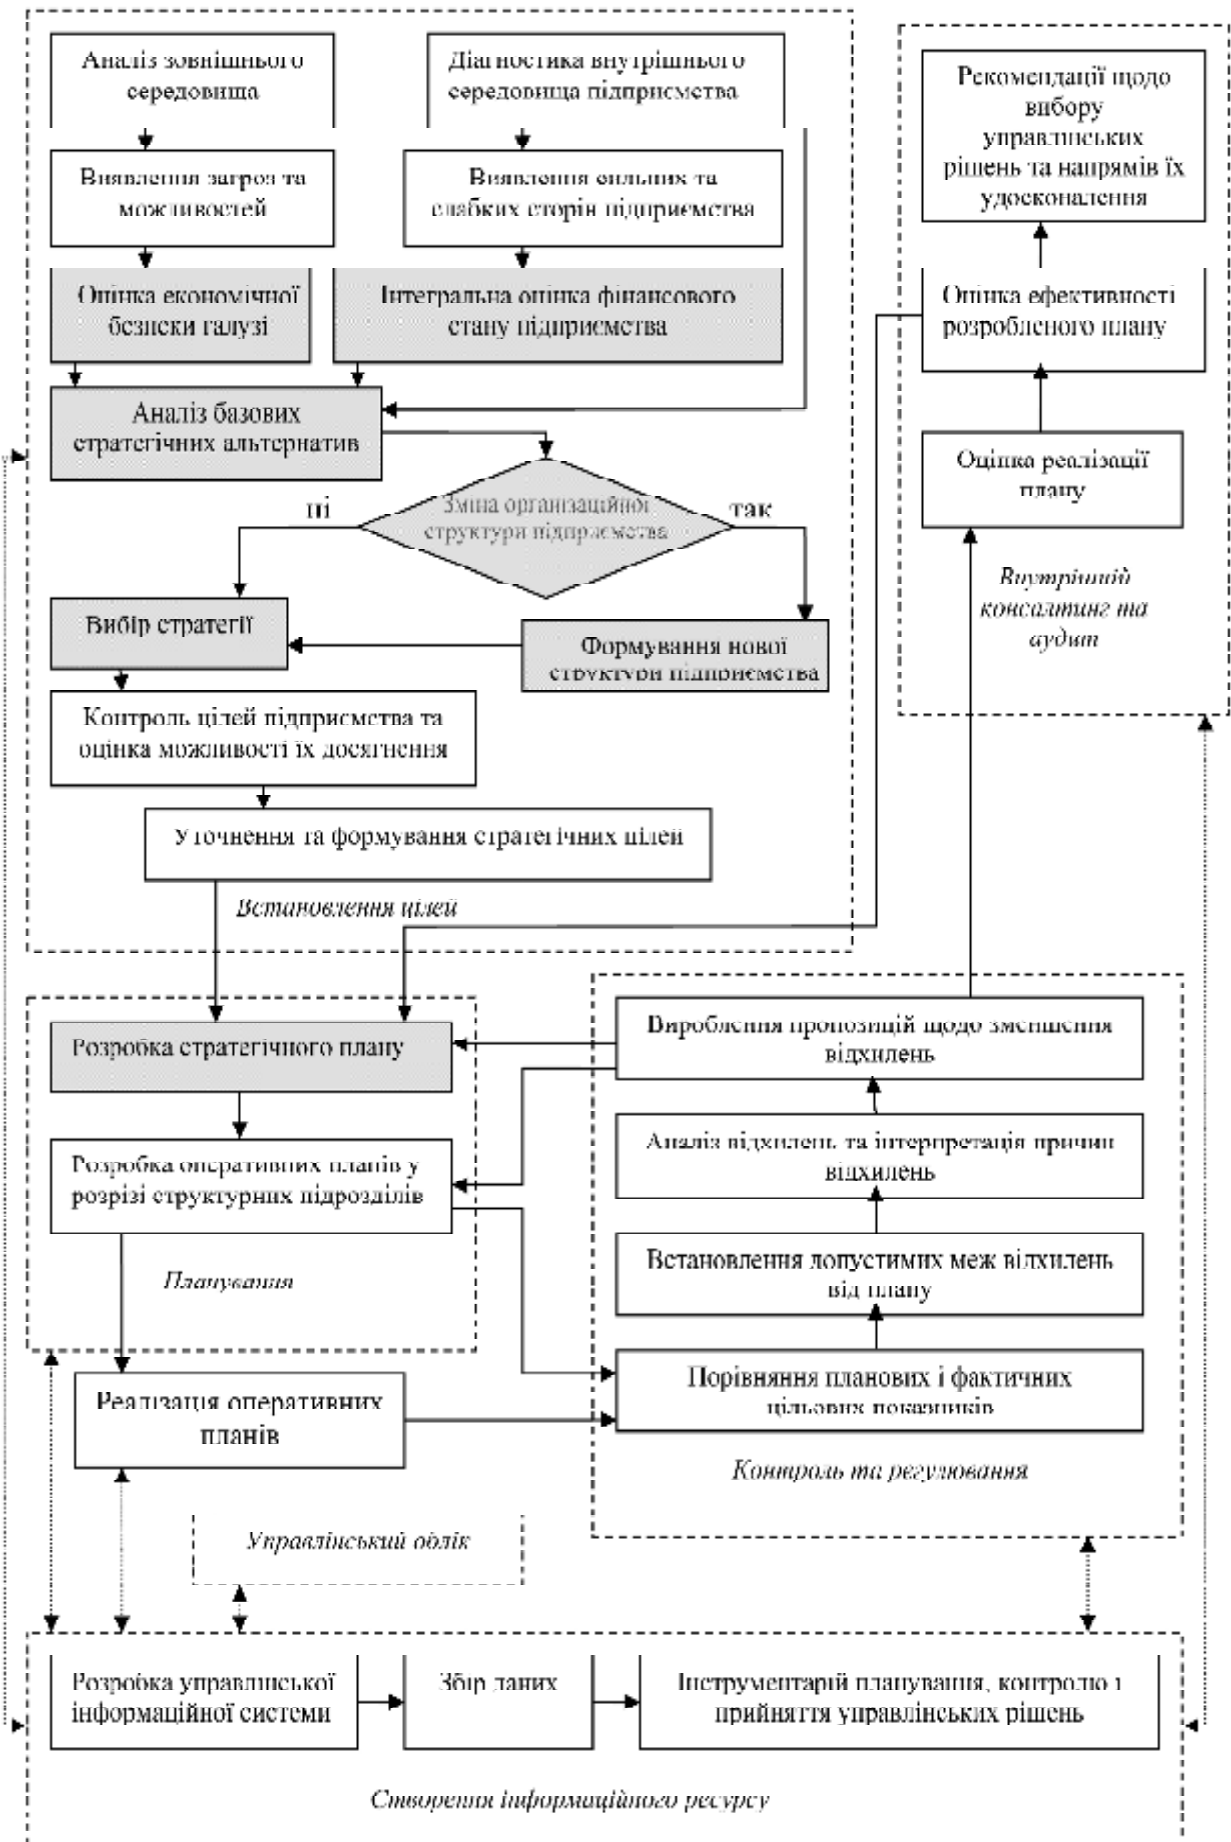 Аналіз зовнішнього
середовища
Діагностика внутрішнього
середовища підприємства
Рекомендації щодо
вибору
управлінських
рішень та напрямів їх
удосконалення
Виявлення загроз та
можливостей
Виявлення сильних та
слабких сторін підприємства
Оцінка економічної
безпеки галузі
Інтегральна оцінка фінансового
стану підприємства
Оцінка ефективності
розробленого плану
Аналіз базових
стратегічних альтернатив
Оцінка реалізації
плану
ні
Зміна організаційної
структури підприємства
так
Внутрішній
консалтинг та
аудит
Вибір стратегії
Формування нової
структури підприємства
Контроль цілей підприємства та
оцінка можливості їх досягнення
Уточнення та формування стратегічних цілей
Встановлення цілей
Розробка стратегічного плану
Вироблення пропозицій щодо зменшення
відхилень
Розробка оперативних планів у
розрізі структурних підрозділів
Аналіз відхилень та інтерпретація причин
відхилень
Планування
Встановлення допустимих меж відхилень
від плану
Реалізація оперативних
планів
Порівняння планових і фактичних
цільових показників
Контроль та регулювання
Управлінський облік
Розробка управлінської
інформаційної системи
Збір даних
Інструментарій планування, контролю і
прийняття управлінських рішень
Створення інформаційного ресурсу